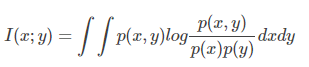 I(x; y) = ∫∫ p(x, y)log p(x, y) / p(x)p(y) dxdy